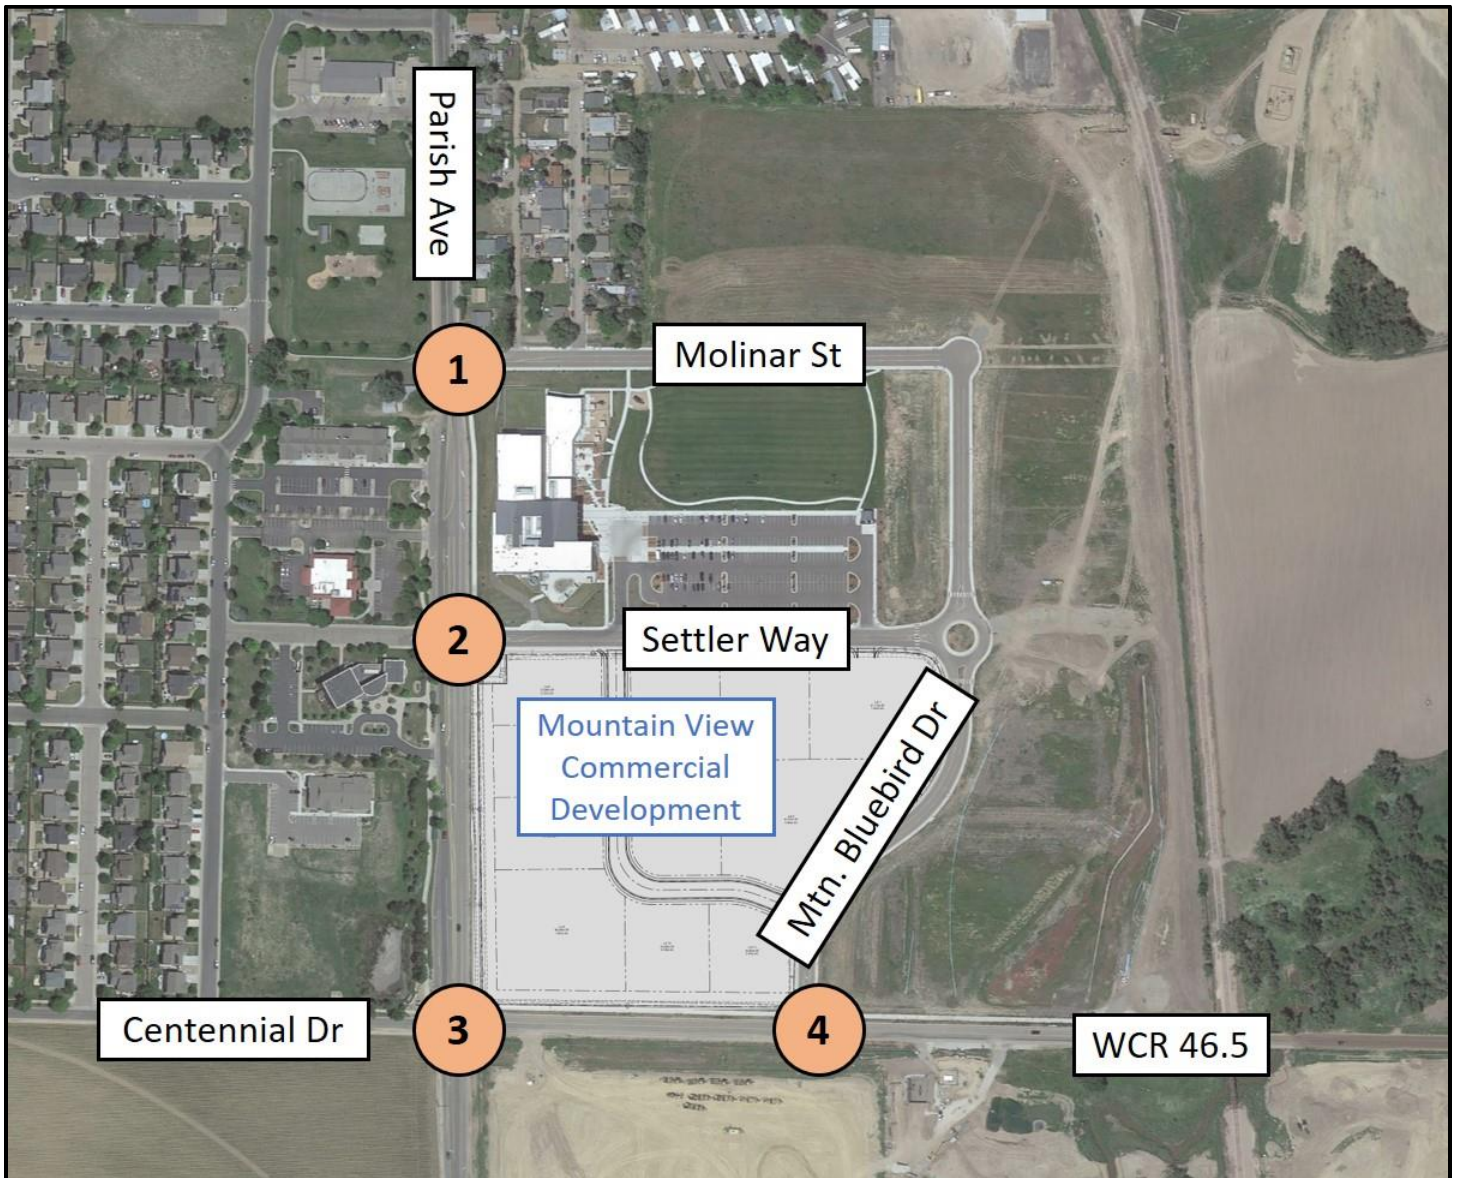 Parish Ave
1
Molinar St
2
Settler Way
Mountain View
Commercial
Development
Mtn. Bluebird Dr
Centennial Dr
3
4
WCR 46.5